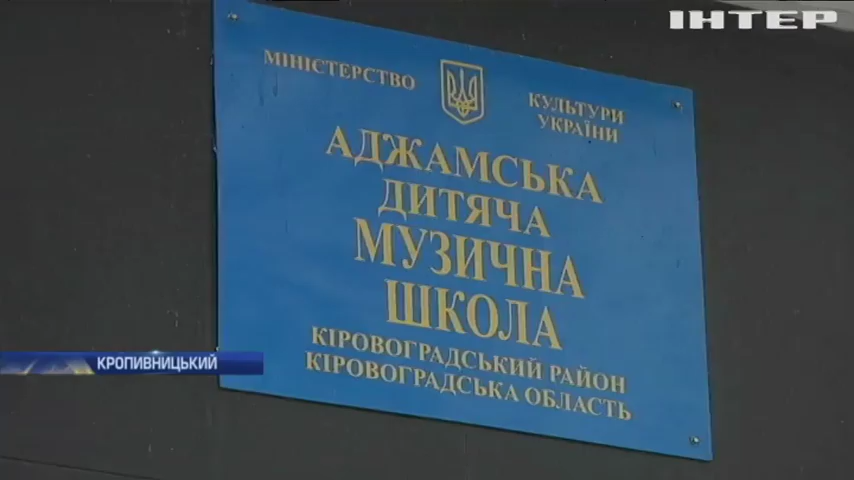 ІНТЕР
МІНІСТЕРСТВО
КУЛЬТУРИ
УКРАЇНИ
АДЖАМСЬКА
ДИТЯЧА
МУЗИЧНА
ШКОЛА
КІРОВОГРАДСЬКИЙ РАЙОН
КІРОВОГРАДСЬКА ОБЛАСТЬ
КРОПИВНИЦЬКИЙ